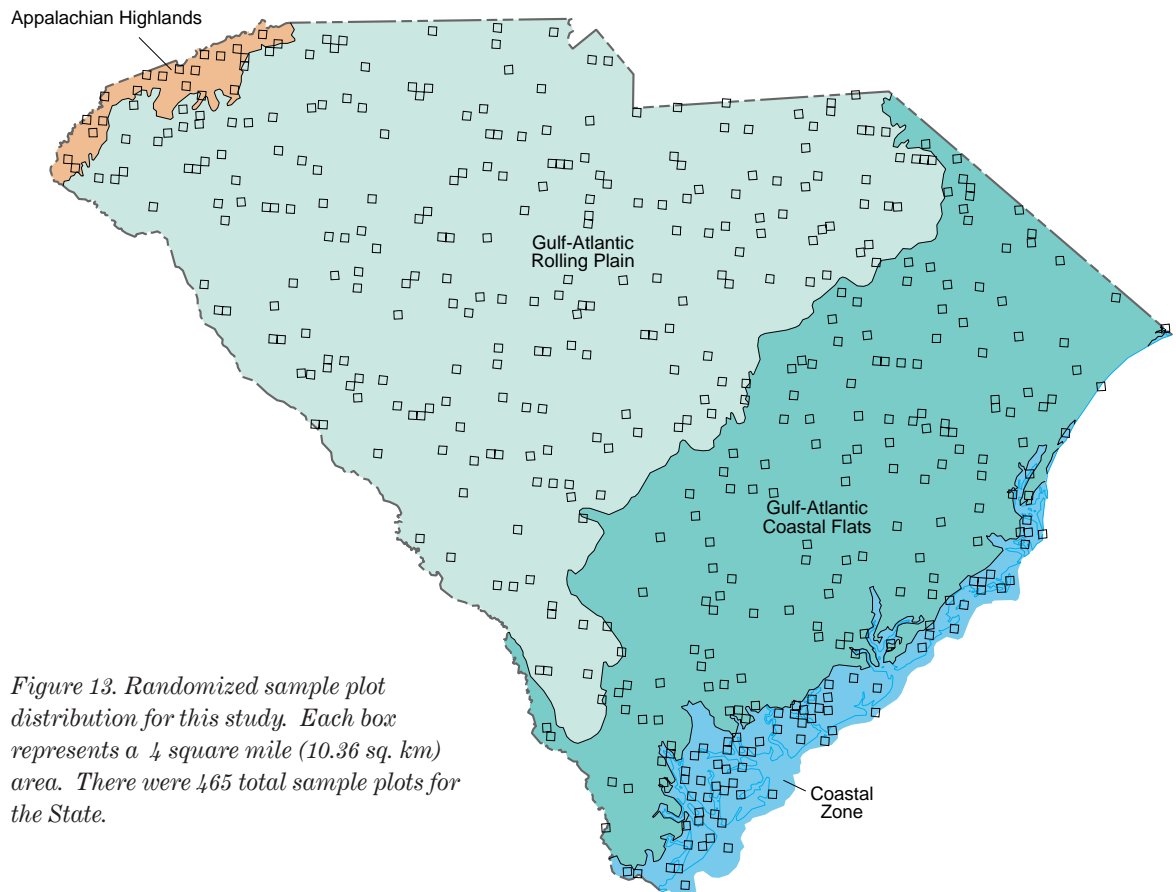 Appalachian Highlands
Gulf-Atlantic
Rolling Plain
Gulf-Atlantic
Coastal Flats
Coastal
Zone
Figure 13. Randomized sample plot
distribution for this study. Each box
represents a 4 square mile (10.36 sq. km)
area. There were 465 total sample plots for
the State.